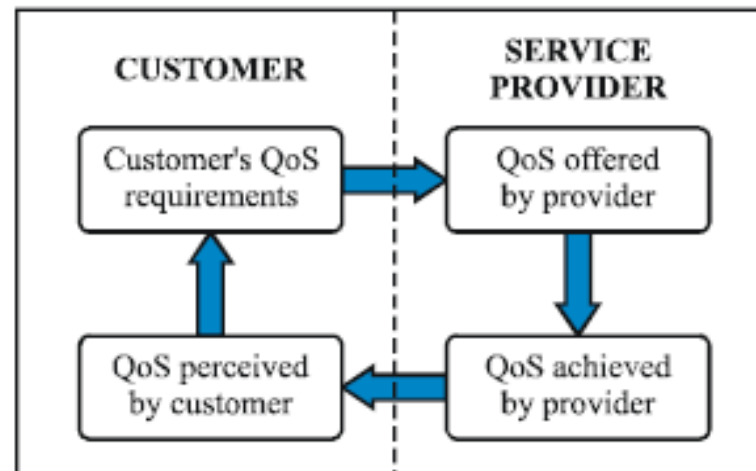 CUSTOMER
SERVICE
PROVIDER
Customer's QoS
requirements
QoS offered
by provider
QoS perceived
by customer
QoS achieved
by provider